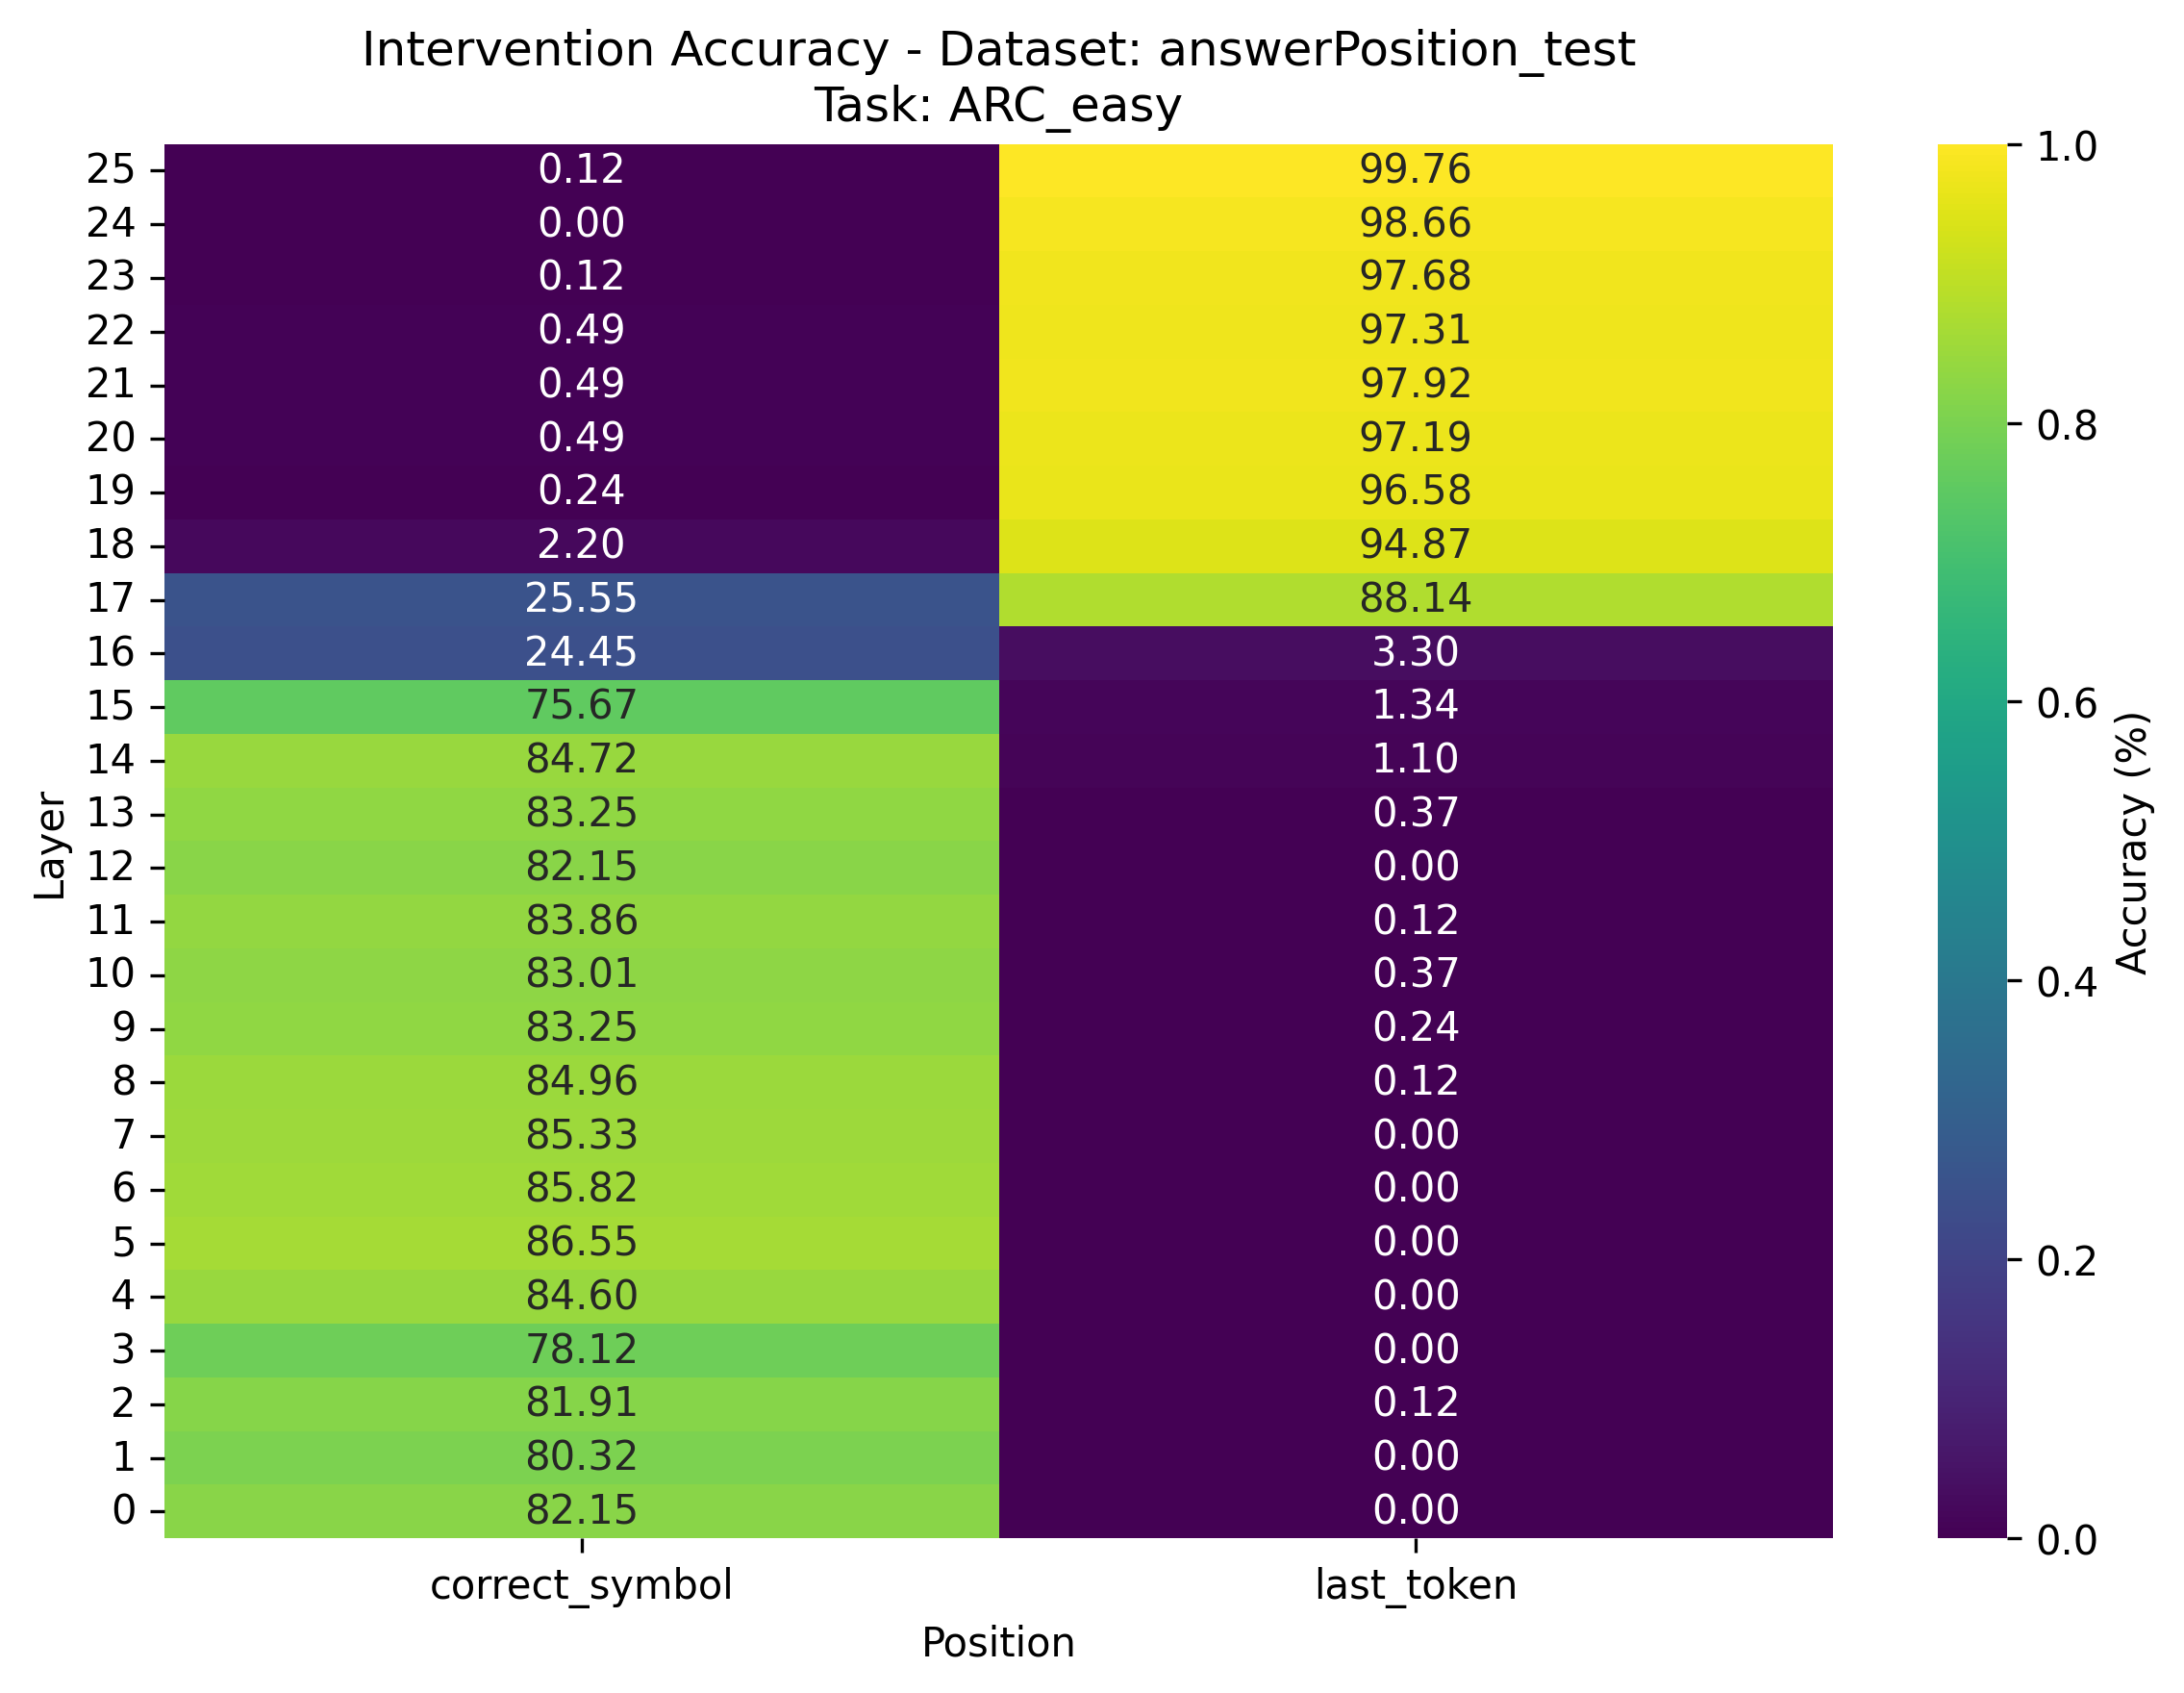 Intervention Accuracy - Dataset: answerPosition_test
Task: ARC_easy
25 0.12 99.76 1.0
24 0.00 98.66
23 0.12 97.68
22 0.49 97.31
21 0.49 97.92
20 0.49 97.19 0.8
19 0.24 96.58
18 2.20 94.87
17 25.55 88.14
16 24.45 3.30
15 75.67 1.34 0.6
14 84.72 1.10
13 83.25 0.37
12 82.15 0.00
11 83.86 0.12
10 83.01 0.37 0.4
9 83.25 0.24
8 84.96 0.12
7 85.33 0.00
6 85.82 0.00
5 86.55 0.00 0.2
4 84.60 0.00
3 78.12 0.00
2 81.91 0.12
1 80.32 0.00
0 82.15 0.00 0.0
Layer
Accuracy (%)
correct_symbol last_token
Position